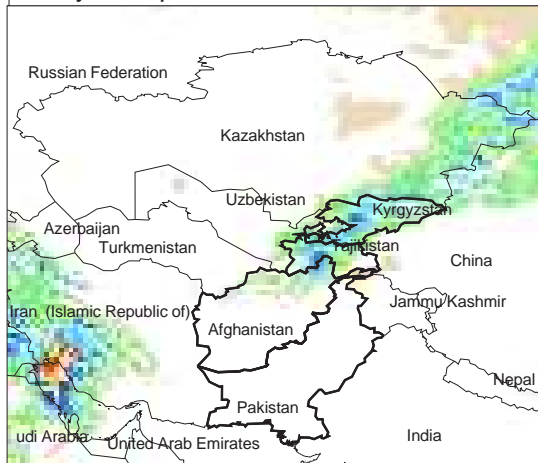 Russian Federation
Kazakhstan
Uzbekistan
Kyrgyzstan
Azerbaijan
Turkmenistan
Tajikistan
China
Iran (Islamic Republic of)
Jammu Kashmir
Afghanistan
Nepal
Pakistan
udi Arabia
United Arab Emirates
India